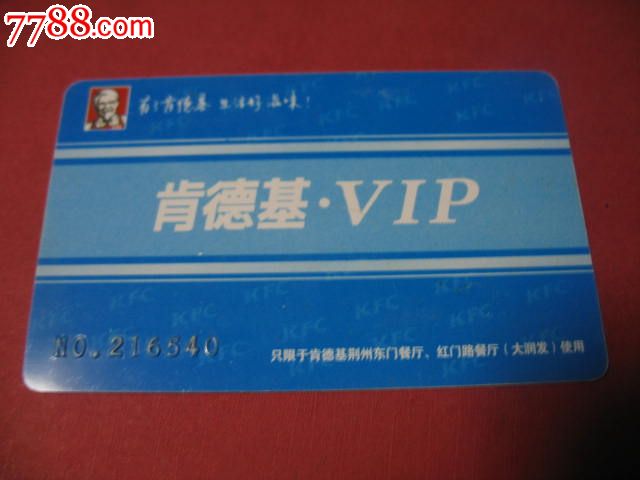 7788.com
有了肯德基 生活好滋味!
肯德基·VIP
NO.216540
只限于肯德基荆州东门餐厅、红门路餐厅(大润发)使用
KFC